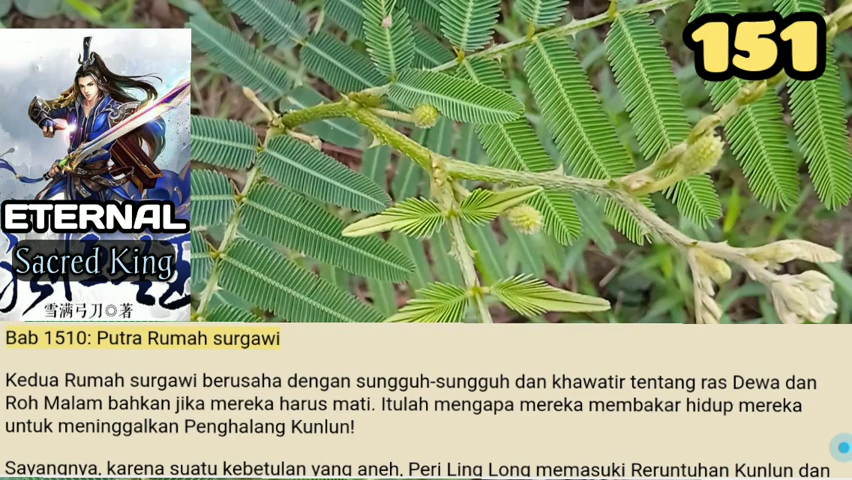 151
ETERNAL
Sacred King
雪满弓刀◎著
Bab 1510: Putra Rumah surgawi
Kedua Rumah surgawi berusaha dengan sungguh-sungguh dan khawatir tentang ras Dewa dan
Roh Malam bahkan jika mereka harus mati. Itulah mengapa mereka membakar hidup mereka
untuk meninggalkan Penghalang Kunlun!
Sayangnya, karena suatu kebetulan yang aneh, Peri Ling Long memasuki Reruntuhan Kunlun dan